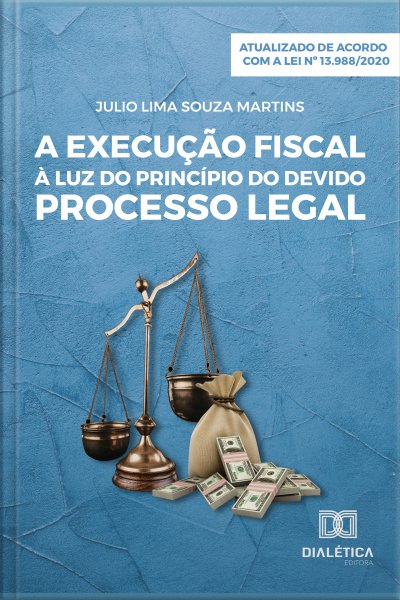 ATUALIZADO DE ACORDO
COM A LEI Nº 13.988/2020
JULIO LIMA SOUZA MARTINS
A EXECUÇÃO FISCAL
À LUZ DO PRINCÍPIO DO DEVIDO
PROCESSO LEGAL
DIALÉTICA
EDITORA